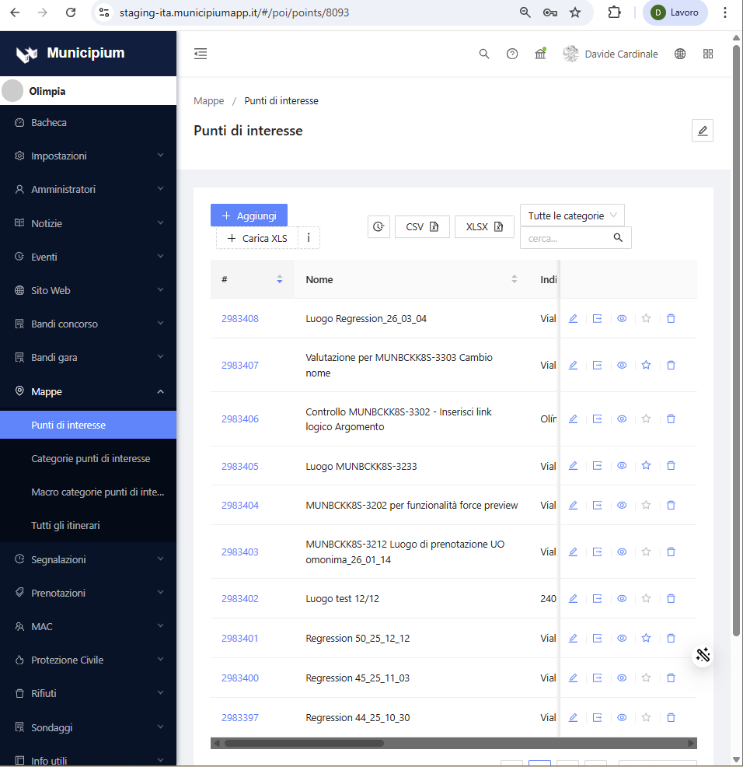 staging-ita.municipiumapp.it/#/poi/points/8093
D Lavoro
Municipium
Olimpia
Bacheca
Impostazioni
Amministratori
Notizie
Eventi
Sito Web
Bandi concorso
Bandi gara
Mappe
Punti di interesse
Categorie punti di interesse
Macro categorie punti di inte...
Tutti gli itinerari
Segnalazioni
Prenotazioni
MAC
Protezione Civile
Rifiuti
Sondaggi
Info utili
Davide Cardinale
Mappe / Punti di interesse
Punti di interesse
+ Aggiungi
+ Carica XLS
CSV
XLSX
Tutte le categorie
cerca...
# Nome Indi
2983408 Luogo Regression_26_03_04 Vial
2983407 Valutazione per MUNBCKK8S-3303 Cambio
nome Vial
2983406 Controllo MUNBCKK8S-3302 - Inserisci link
logico Argomento Olím
2983405 Luogo MUNBCKK8S-3233 Vial
2983404 MUNBCKK8S-3202 per funzionalità force preview Vial
2983403 MUNBCKK8S-3212 Luogo di prenotazione UO
omonima_26_01_14 Vial
2983402 Luogo test 12/12 240
2983401 Regression 50_25_12_12 Vial
2983400 Regression 45_25_11_03 Vial
2983397 Regression 44_25_10_30 Vial